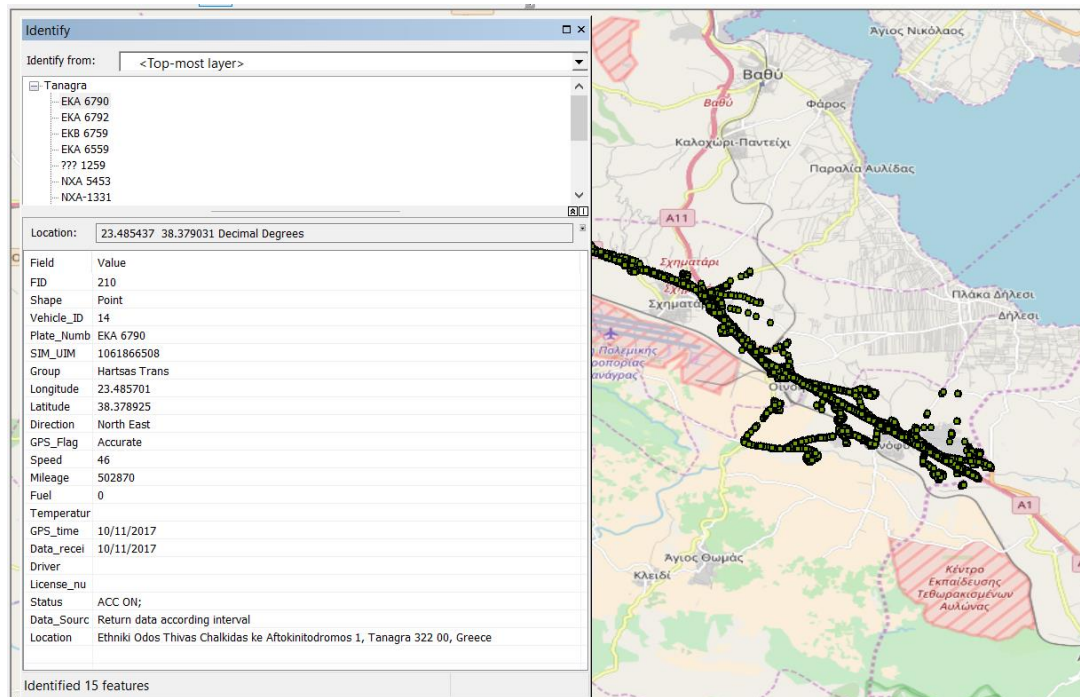 Identify
Identify from:
<Top-most layer>
Tanagra
EKA 6790
EKA 6792
EKB 6759
EKA 6559
??? 1259
NXA 5453
NXA-1331
Location:
23.485437 38.379031 Decimal Degrees
Field Value
FID 210
Shape Point
Vehicle_ID 14
Plate_Numb EKA 6790
SIM_UIM 1061866508
Group Hartsas Trans
Longitude 23.485701
Latitude 38.378925
Direction North East
GPS_Flag Accurate
Speed 46
Mileage 502870
Fuel 0
Temperatur
GPS_time 10/11/2017
Data_recei 10/11/2017
Driver
License_nu
Status ACC ON;
Data_Sourc Return data according interval
Location Ethniki Odos Thivas Chalkidas ke Aftokinitodromos 1, Tanagra 322 00, Greece
Identified 15 features
Άγιος Νικόλαος
Βαθύ
Βαθύ
Φάρος
Καλοχώρι-Παντείχι
Παραλία Αυλίδας
A11
Σχηματάρι
Πλάκα Δήλεσι
Δήλεσι
Πολεμικής
A1
Άγιος Θωμάς
Κλειδί
Κέντρο
Εκπαίδευσης
Τεθωρακισμένων
Αυλώνας